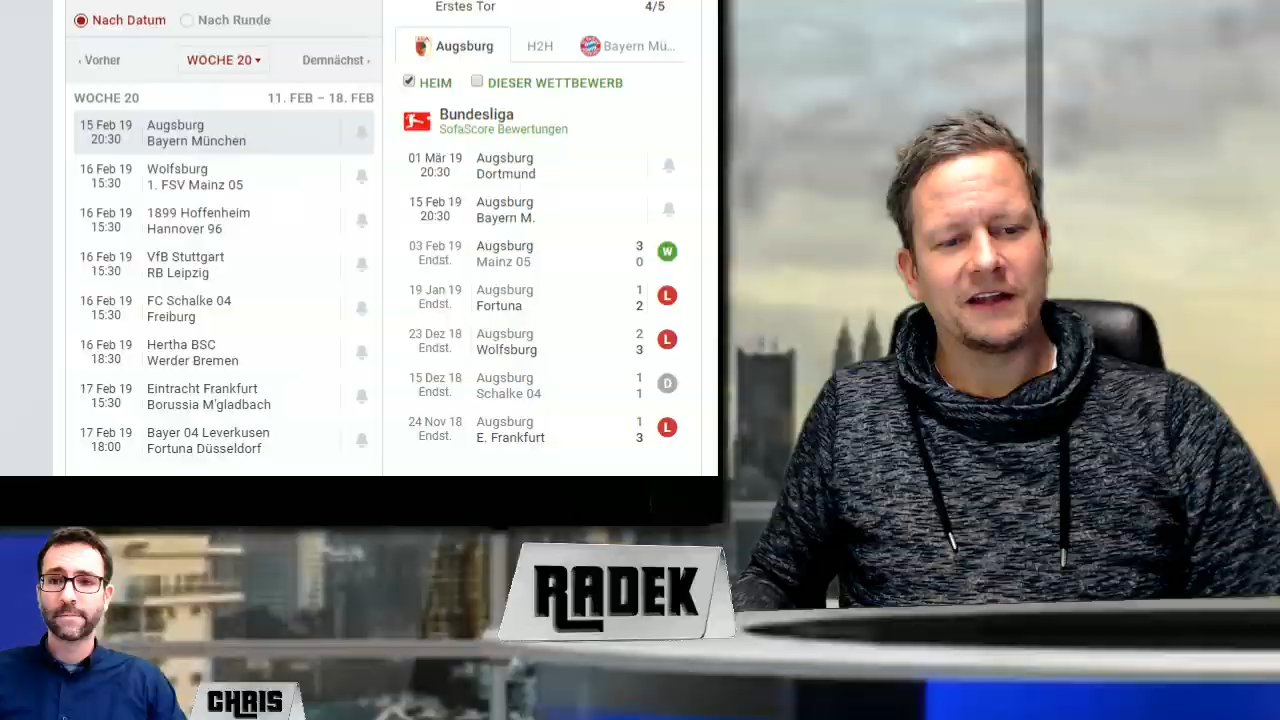 Nach Datum
Nach Runde
‹ Vorher
WOCHE 20
Demnächst ›
WOCHE 20
11. FEB – 18. FEB
15 Feb 19
20:30
Augsburg
Bayern München
16 Feb 19
15:30
Wolfsburg
1. FSV Mainz 05
16 Feb 19
15:30
1899 Hoffenheim
Hannover 96
16 Feb 19
15:30
VfB Stuttgart
RB Leipzig
16 Feb 19
15:30
FC Schalke 04
Freiburg
16 Feb 19
18:30
Hertha BSC
Werder Bremen
17 Feb 19
15:30
Eintracht Frankfurt
Borussia M'gladbach
17 Feb 19
18:00
Bayer 04 Leverkusen
Fortuna Düsseldorf
Erstes Tor
4/5
Augsburg
H2H
Bayern Mü...
HEIM
DIESER WETTBEWERB
Bundesliga
SofaScore Bewertungen
01 Mär 19
20:30
Augsburg
Dortmund
15 Feb 19
20:30
Augsburg
Bayern M.
03 Feb 19
Endst.
Augsburg 3
Mainz 05 0
W
19 Jan 19
Endst.
Augsburg 1
Fortuna 2
L
23 Dez 18
Endst.
Augsburg 2
Wolfsburg 3
L
15 Dez 18
Endst.
Augsburg 1
Schalke 04 1
D
24 Nov 18
Endst.
Augsburg 1
E. Frankfurt 3
L
RADEK
CHRIS